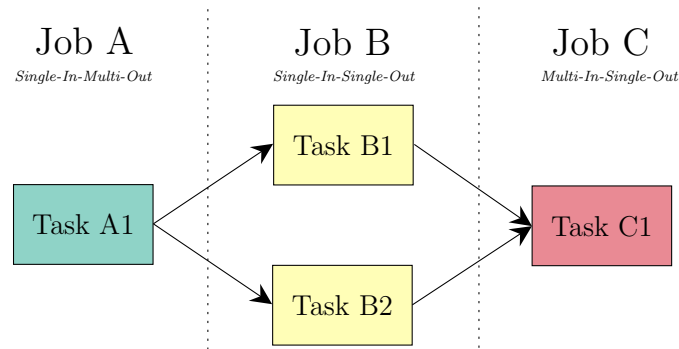 Job A
Single-In-Multi-Out
Job B
Single-In-Single-Out
Job C
Multi-In-Single-Out
Task A1
Task B1
Task B2
Task C1